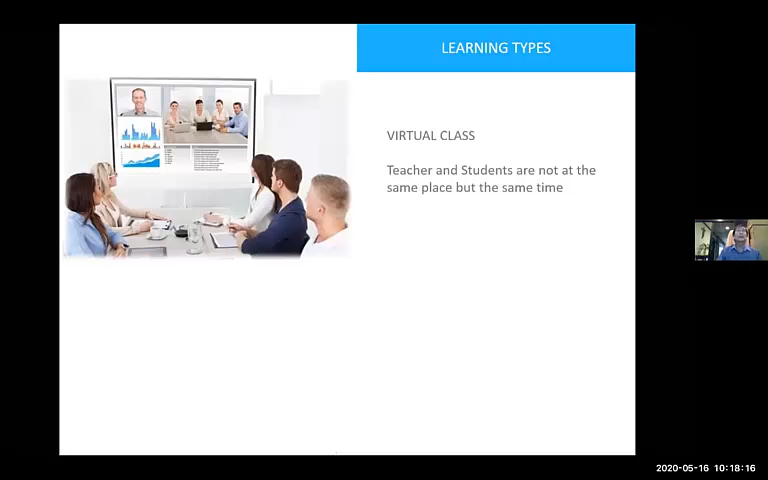 LEARNING TYPES
VIRTUAL CLASS
Teacher and Students are not at the
same place but the same time
2020-05-16 10:18:16